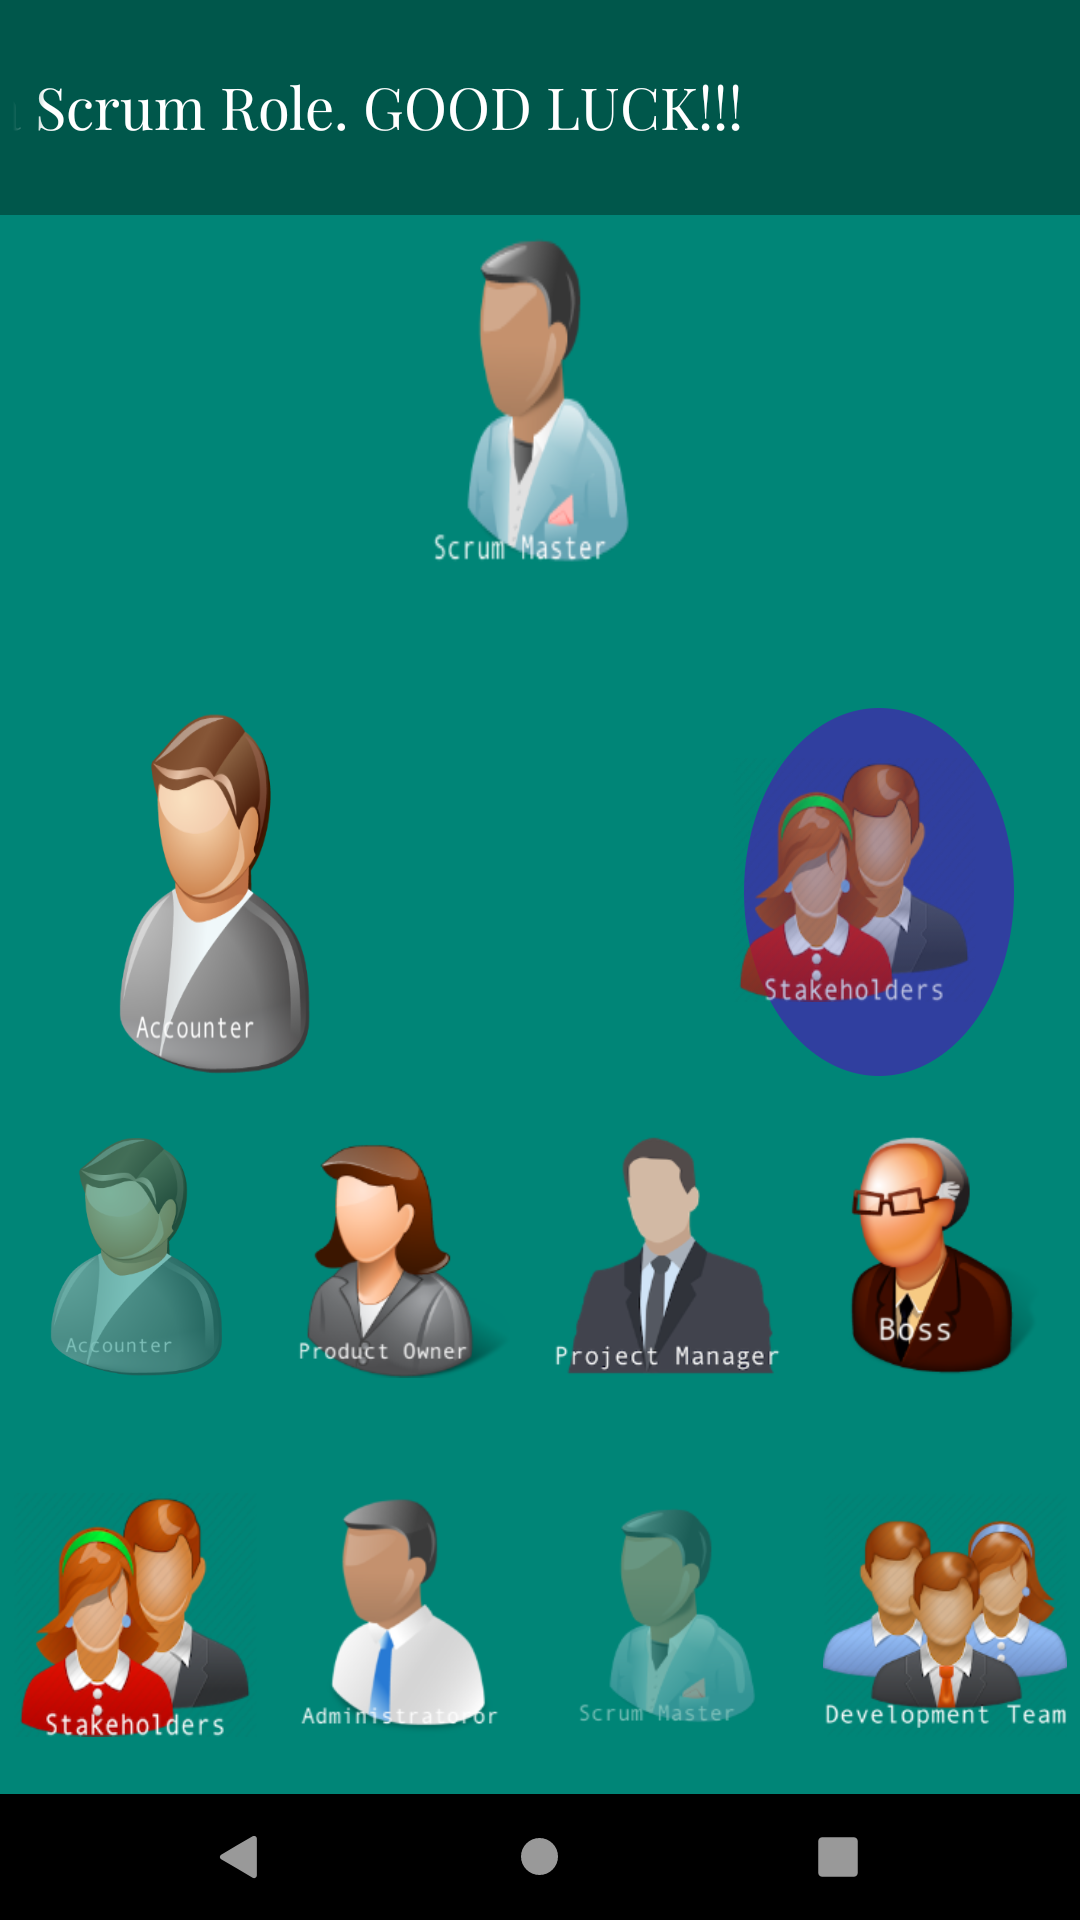 Scrum Role. GOOD LUCK!!!
Scrum Master
Accounter
Stakeholders
Accounter
Product Owner
Project Manager
Boss
Stakeholders
Administratoror
Scrum Master
Development Team